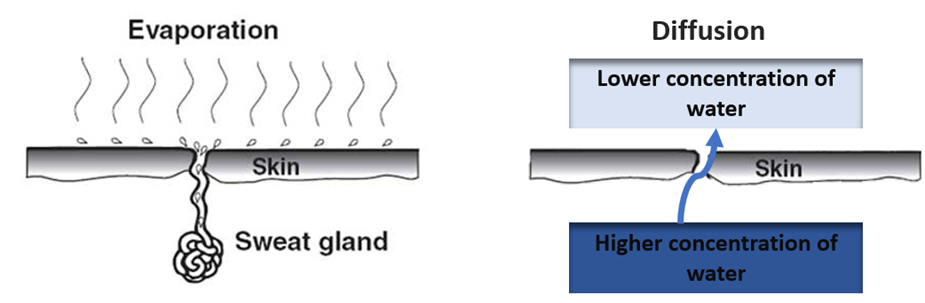 Evaporation
Skin
Sweat gland
Diffusion
Lower concentration of
water
Skin
Higher concentration of
water